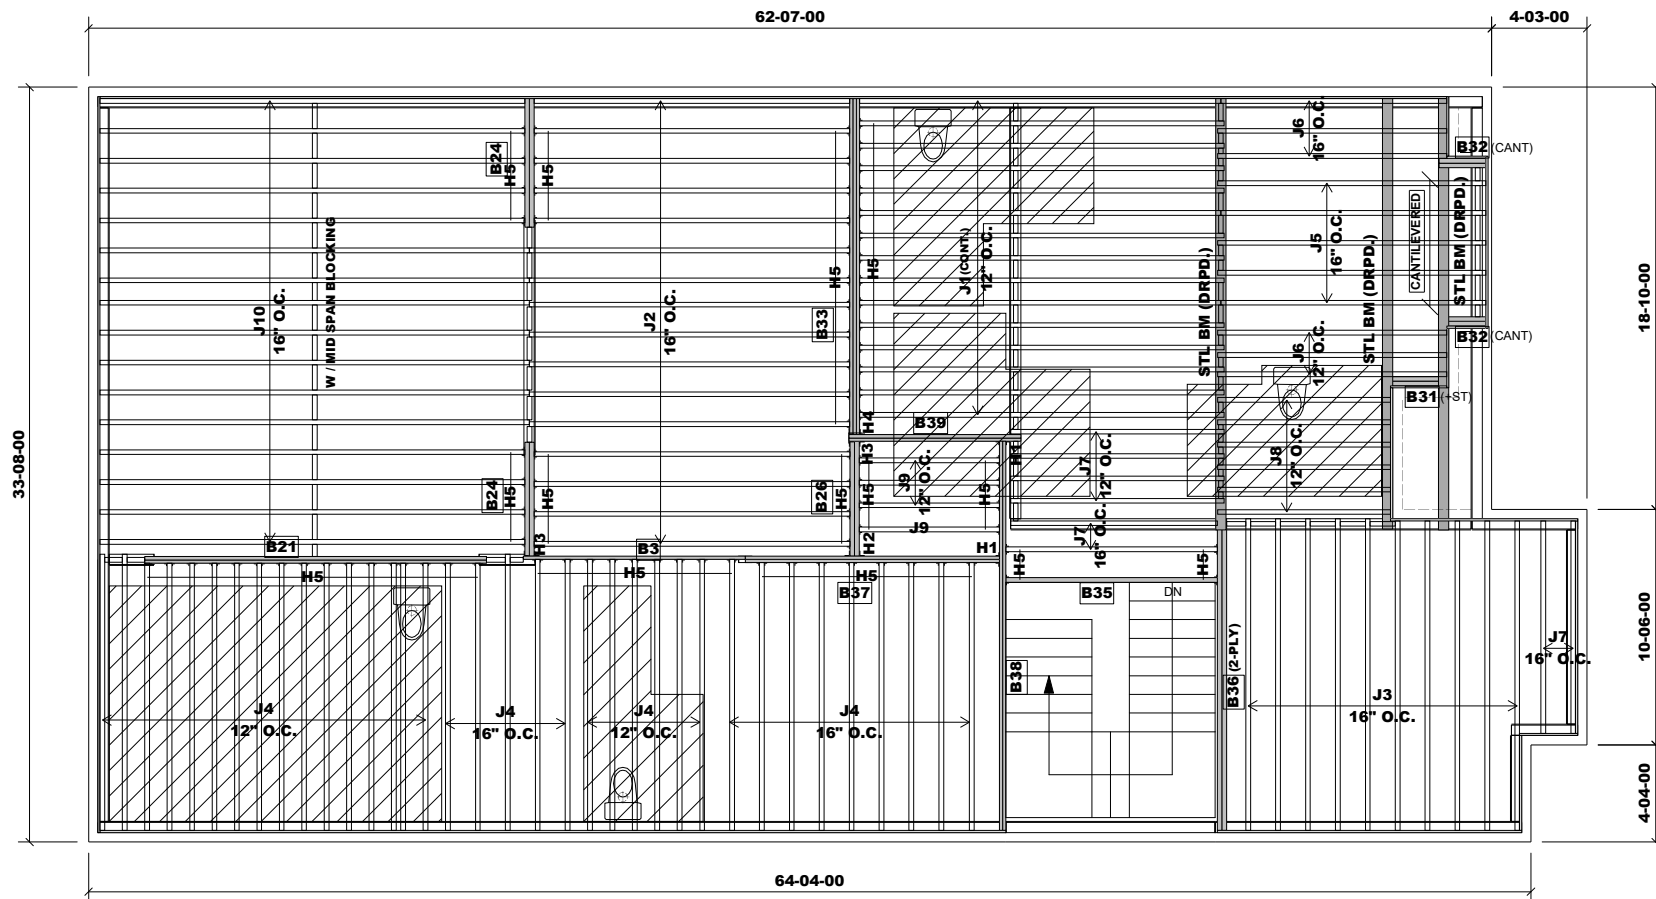 62-07-00
4-03-00
J6
16" O.C.
B24
H5
H5
B32 (CANT)
J1 (CONT.)
12" O.C.
J5
16" O.C.
CANTILEVERED
STL BM (DRPD.)
W / MID SPAN BLOCKING
H5
H5
STL BM (DRPD.)
STL BM (DRPD.)
J10
16" O.C.
J2
16" O.C.
B33
18-10-00
B32 (CANT)
J6
12" O.C.
B31 (+ST)
33-08-00
H4
B39
H3
H1
J9
12" O.C.
J7
12" O.C.
J8
12" O.C.
B24
H5
H5
B26
H5
H5
H5
J9
J7
16" O.C.
B21
H3
B3
H2
H1
H5
H5
H5
H5
H5
B37
B35
DN
10-06-00
B38
B36 (2-PLY)
J7
16" O.C.
J4
12" O.C.
J4
16" O.C.
J4
12" O.C.
J4
16" O.C.
J3
16" O.C.
4-04-00
64-04-00